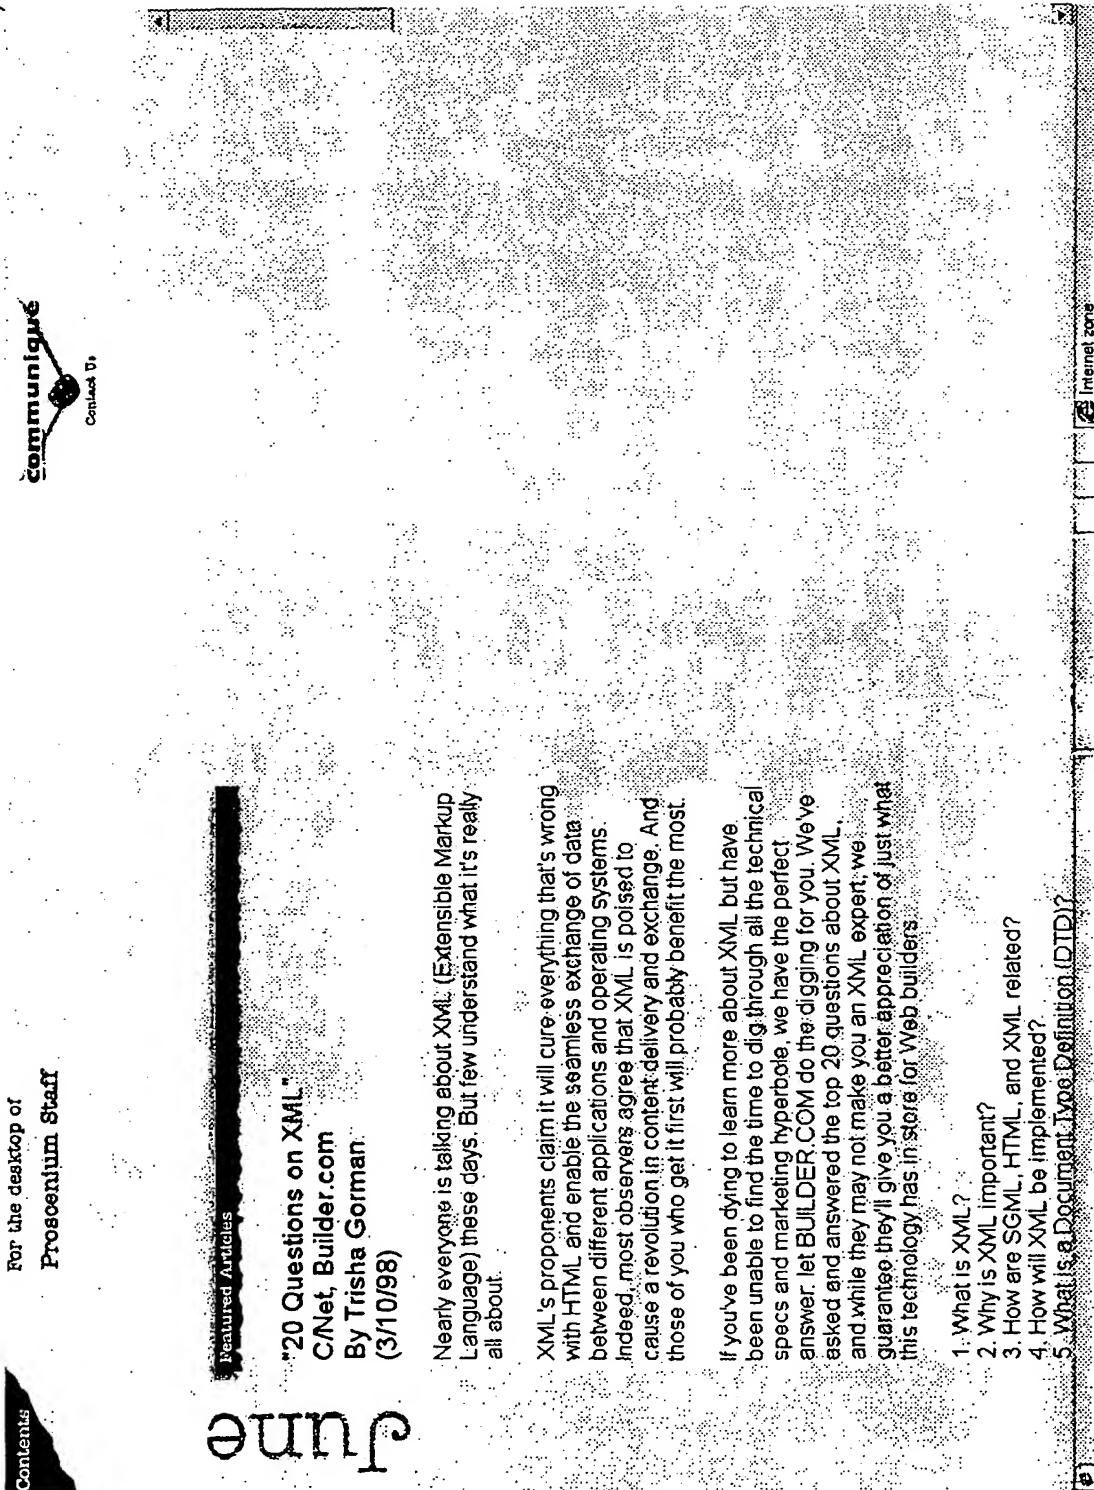 Contents
For the desktop of
Proscenium Staff
communiqué
Contact Us
June
Featured Articles
"20 Questions on XML"
C/Net, Builder.com
By Trisha Gorman
(3/10/98)
Nearly everyone is talking about XML (Extensible Markup
Language) these days. But few understand what it's really
all about.
XML's proponents claim it will cure everything that's wrong
with HTML and enable the seamless exchange of data
between different applications and operating systems.
Indeed, most observers agree that XML is poised to
cause a revolution in content delivery and exchange. And
those of you who get it first will probably benefit the most.
If you've been dying to learn more about XML but have
been unable to find the time to dig through all the technical
specs and marketing hyperbole, we have the perfect
answer. let BUILDER.COM do the digging for you. We've
asked and answered the top 20 questions about XML,
and while they may not make you an XML expert, we
guarantee they'll give you a better appreciation of just what
this technology has in store for Web builders
1. What is XML?
2. Why is XML important?
3. How are SGML, HTML, and XML related?
4. How will XML be implemented?
5. What is a Document Type Definition (DTD)?
Internet zone